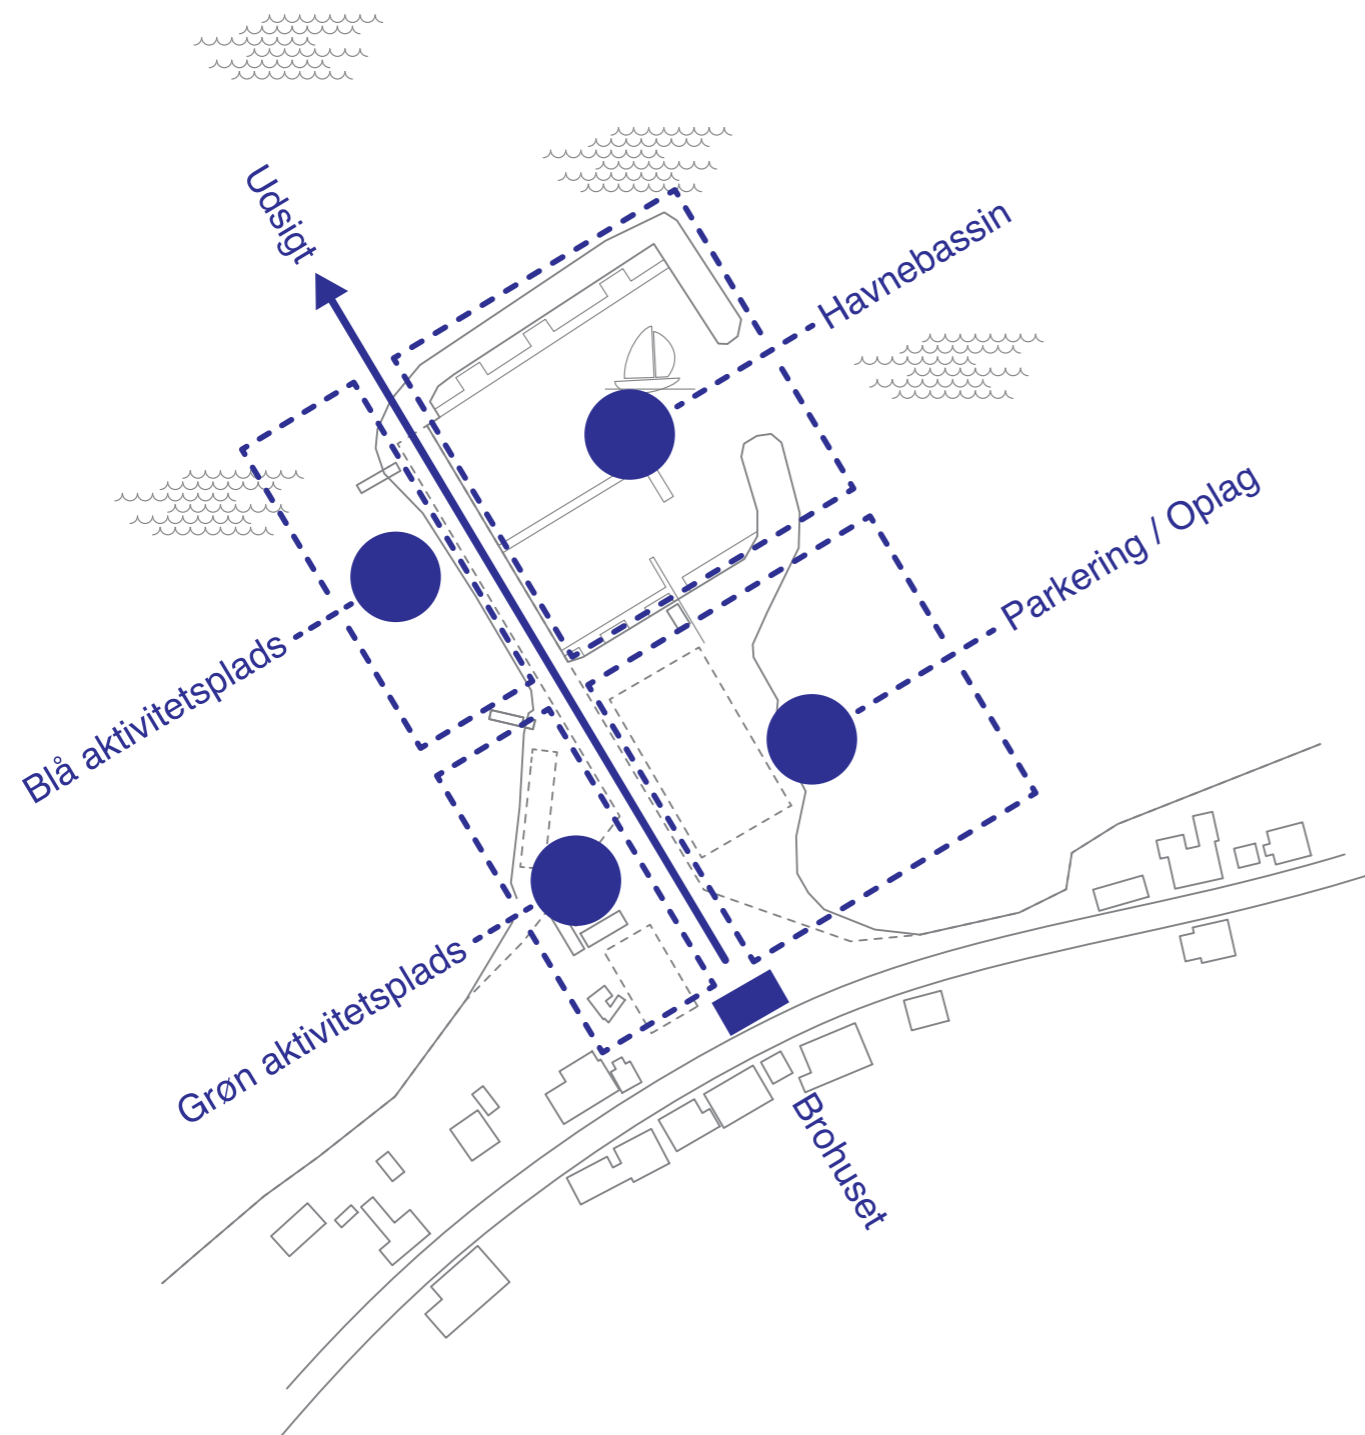 Udsigt
Havnebassin
Parkering / Oplag
Blå aktivitetsplads
Grøn aktivitetsplads
Brohuset